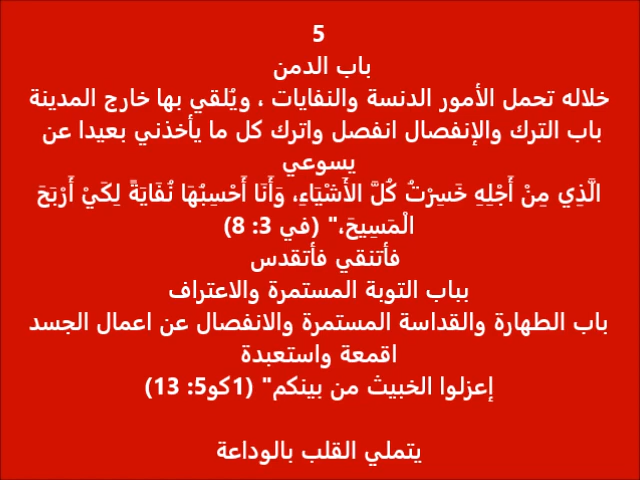 5
باب الدمن
خلاله تحمل الأمور الدنسة والنفايات ، ويُلقي بها خارج المدينة
باب الترك والإنفصال انفصل واترك كل ما يأخذني بعيدا عن
يسوعي
الَّذِي مِنْ أَجْلِهِ خَسِرْتُ كُلَّ الأَشْيَاءِ، وَأَنَا أَحْسِبُهَا نُفَايَةً لِكَيْ أَرْبَحَ
الْمَسِيحَ،" (في 3: 8)
فأتنقي فأتقدس
بباب التوبة المستمرة والاعتراف
باب الطهارة والقداسة المستمرة والانفصال عن اعمال الجسد
اقمعة واستعبدة
إعزلوا الخبيث من بينكم" (1كو5: 13)
يتملي القلب بالوداعة